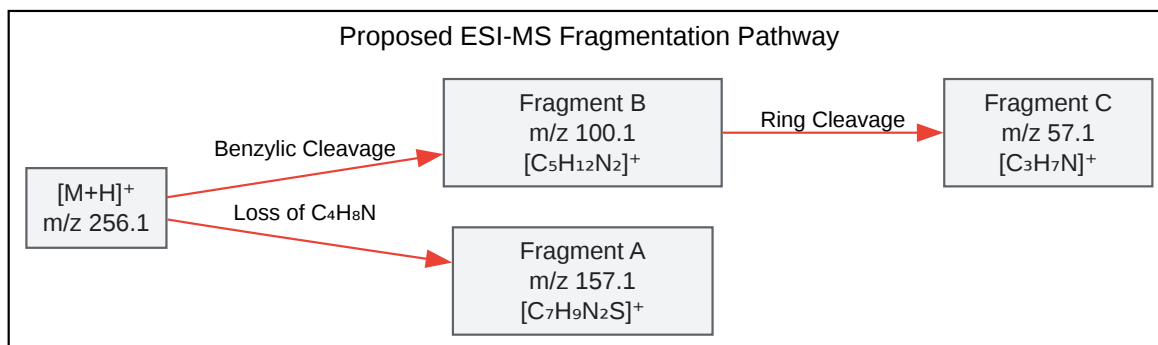 Proposed ESI-MS Fragmentation Pathway
[M+H]⁺
m/z 256.1
Benzylic Cleavage
Loss of C₄H₈N
Fragment B
m/z 100.1
[C₅H₁₂N₂]⁺
Ring Cleavage
Fragment C
m/z 57.1
[C₃H₇N]⁺
Fragment A
m/z 157.1
[C₇H₉N₂S]⁺